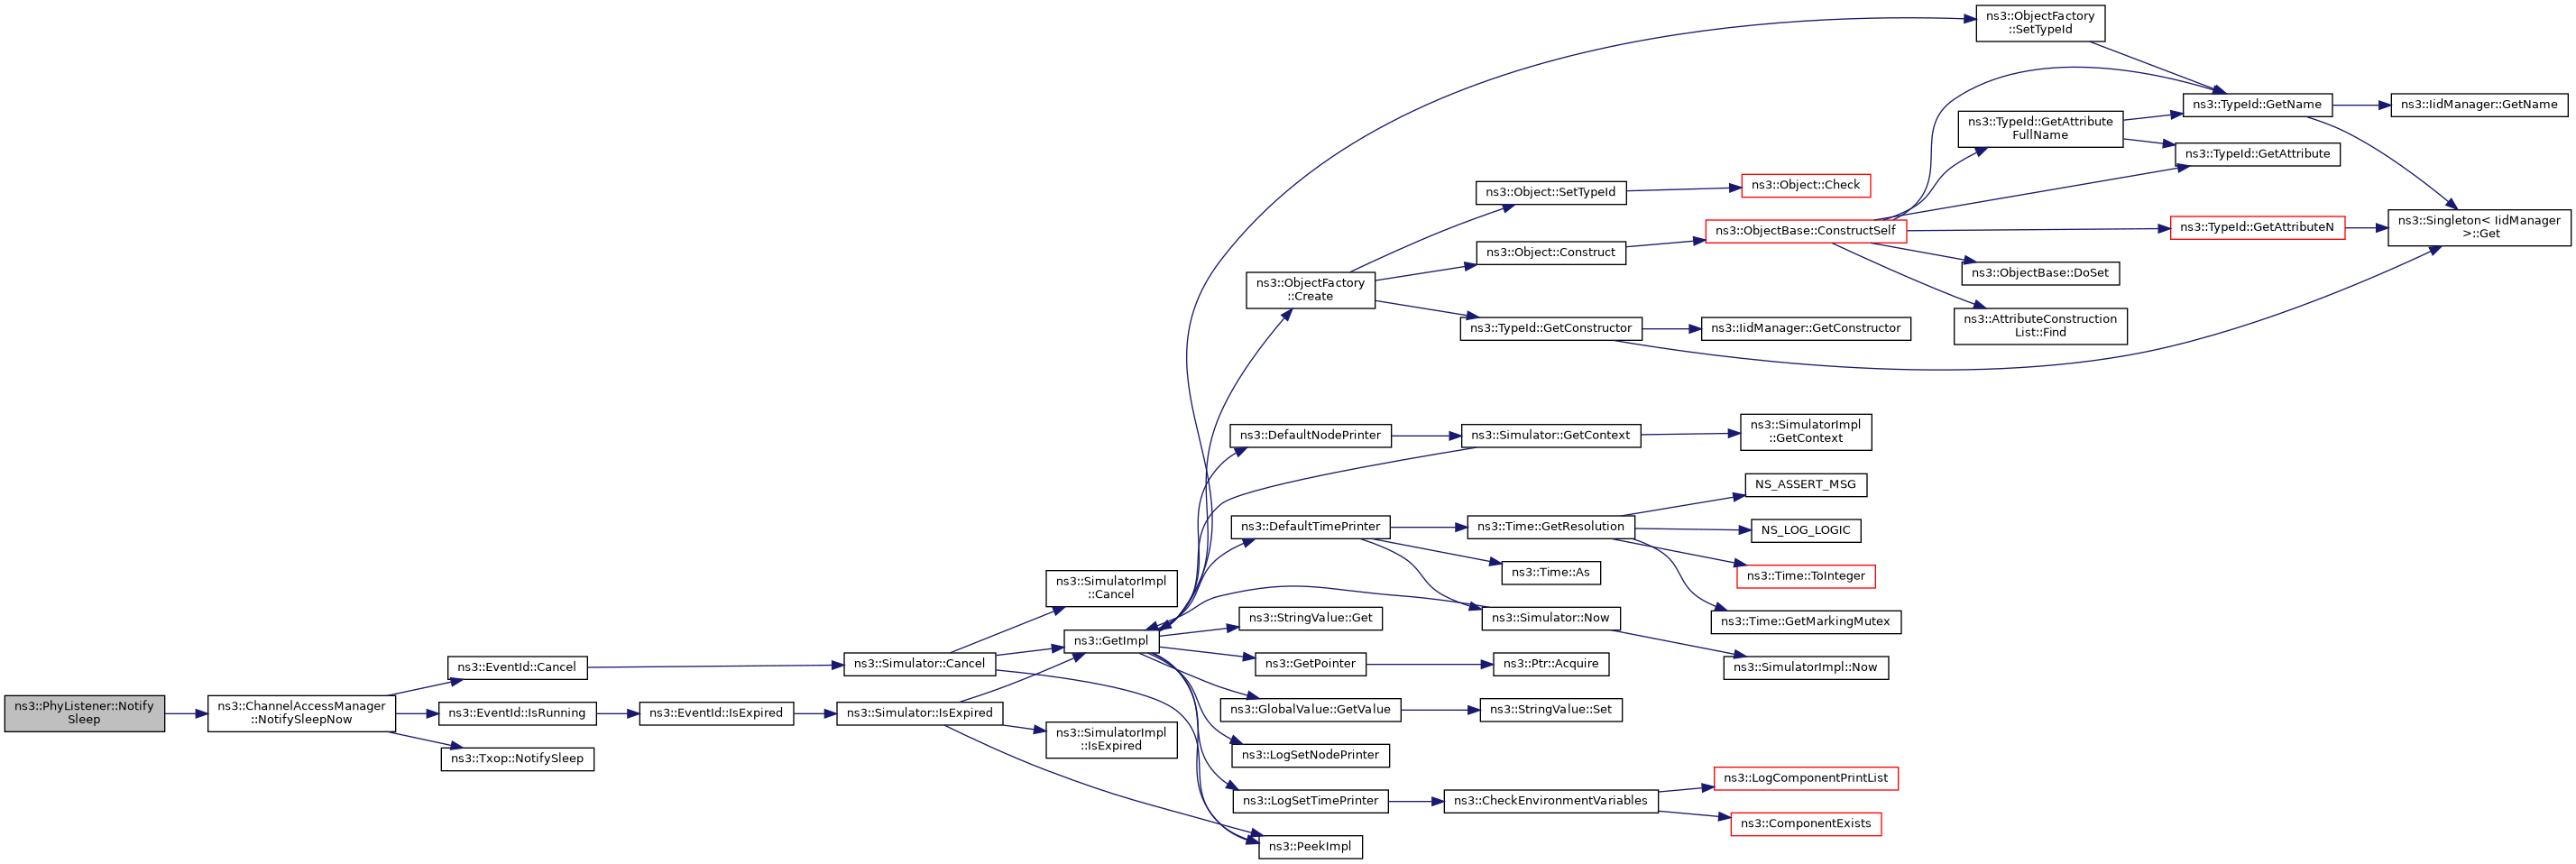 ns3::PhyListener::Notify
Sleep
ns3::ChannelAccessManager
::NotifySleepNow
ns3::EventId::Cancel
ns3::EventId::IsRunning
ns3::Txop::NotifySleep
ns3::EventId::IsExpired
ns3::Simulator::Cancel
ns3::Simulator::IsExpired
ns3::SimulatorImpl
::Cancel
ns3::GetImpl
ns3::SimulatorImpl
::IsExpired
ns3::ObjectFactory
::Create
ns3::DefaultNodePrinter
ns3::DefaultTimePrinter
ns3::StringValue::Get
ns3::GetPointer
ns3::GlobalValue::GetValue
ns3::LogSetNodePrinter
ns3::LogSetTimePrinter
ns3::PeekImpl
ns3::Object::SetTypeId
ns3::Object::Construct
ns3::TypeId::GetConstructor
ns3::Simulator::GetContext
ns3::Time::GetResolution
ns3::Time::As
ns3::Simulator::Now
ns3::Ptr::Acquire
ns3::StringValue::Set
ns3::CheckEnvironmentVariables
ns3::Object::Check
ns3::ObjectBase::ConstructSelf
ns3::IidManager::GetConstructor
ns3::SimulatorImpl
::GetContext
NS_ASSERT_MSG
NS_LOG_LOGIC
ns3::Time::ToInteger
ns3::Time::GetMarkingMutex
ns3::SimulatorImpl::Now
ns3::LogComponentPrintList
ns3::ComponentExists
ns3::ObjectFactory
::SetTypeId
ns3::TypeId::GetAttribute
FullName
ns3::ObjectBase::DoSet
ns3::AttributeConstruction
List::Find
ns3::TypeId::GetName
ns3::TypeId::GetAttribute
ns3::TypeId::GetAttributeN
ns3::IidManager::GetName
ns3::Singleton< IidManager
>::Get